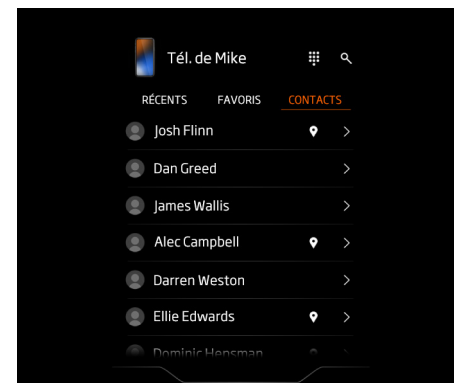 Tél. de Mike
RÉCENTS FAVORIS CONTACTS
Josh Flinn
Dan Greed
James Wallis
Alec Campbell
Darren Weston
Ellie Edwards
Dominic Hensman